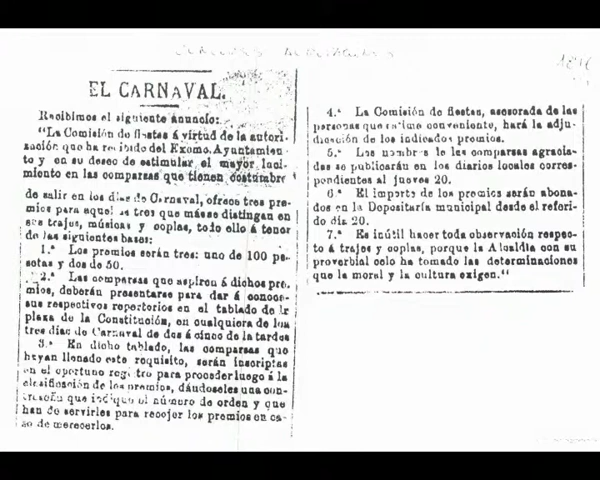 EL CARNAVAL.
Recibimos el siguiente anuncio:
"La Comisión de fiestas á virtud de la autori-
zación que ha recibido del Excmo. Ayuntamien-
to y en su deseo de estimular el mayor luci-
miento en las comparsas que tienen costumbre
de salir en los días de Carnaval, ofrece tres pre-
mios para aquellas tres que más se distingan en
sus trajes, músicas y coplas, todo ello á tenor
de las siguientes bases:
1.ª Los premios serán tres: uno de 100 pe-
setas y dos de 50.
2.ª Las comparsas que aspiren á dichos pre-
mios, deberán presentarse para dar á conocer
sus respectivos repertorios en el tablado de la
plaza de la Constitución, en cualquiera de los
tres días de Carnaval de dos á cinco de la tarde
3.ª En dicho tablado, las comparsas que
hayan llenado este requisito, serán inscriptas
en el oportuno registro para proceder luego á la
clasificación de los premios, dándoseles una con-
traseña que indique el número de orden y que
han de servirles para recojer los premios en ca-
so de merecerlos.
4.ª La Comisión de fiestas, asesorada de las
personas que estime conveniente, hará la adju-
dicación de los indicados premios.
5.ª Los nombres de las comparsas agracia-
das se publicarán en los diarios locales corres-
pondientes al jueves 20.
6.ª El importe de los premios serán abona-
dos en la Depositaría municipal desde el referi-
do día 20.
7.ª Es inútil hacer toda observación respec-
to á trajes y coplas, porque la Alcaldía con su
proverbial celo ha tomado las determinaciones
que la moral y la cultura exigen."